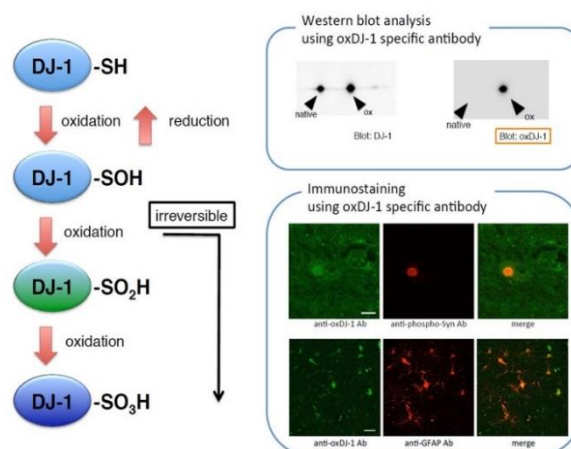 DJ-1 -SH
oxidation
reduction
DJ-1 -SOH
oxidation
irreversible
DJ-1 -SO2H
oxidation
DJ-1 -SO3H
Western blot analysis
using oxDJ-1 specific antibody
native
ox
Blot: DJ-1
native
ox
Blot: oxDJ-1
Immunostaining
using oxDJ-1 specific antibody
anti-oxDJ-1 Ab
anti-phospho-Syn Ab
merge
anti-oxDJ-1 Ab
anti-GFAP Ab
merge